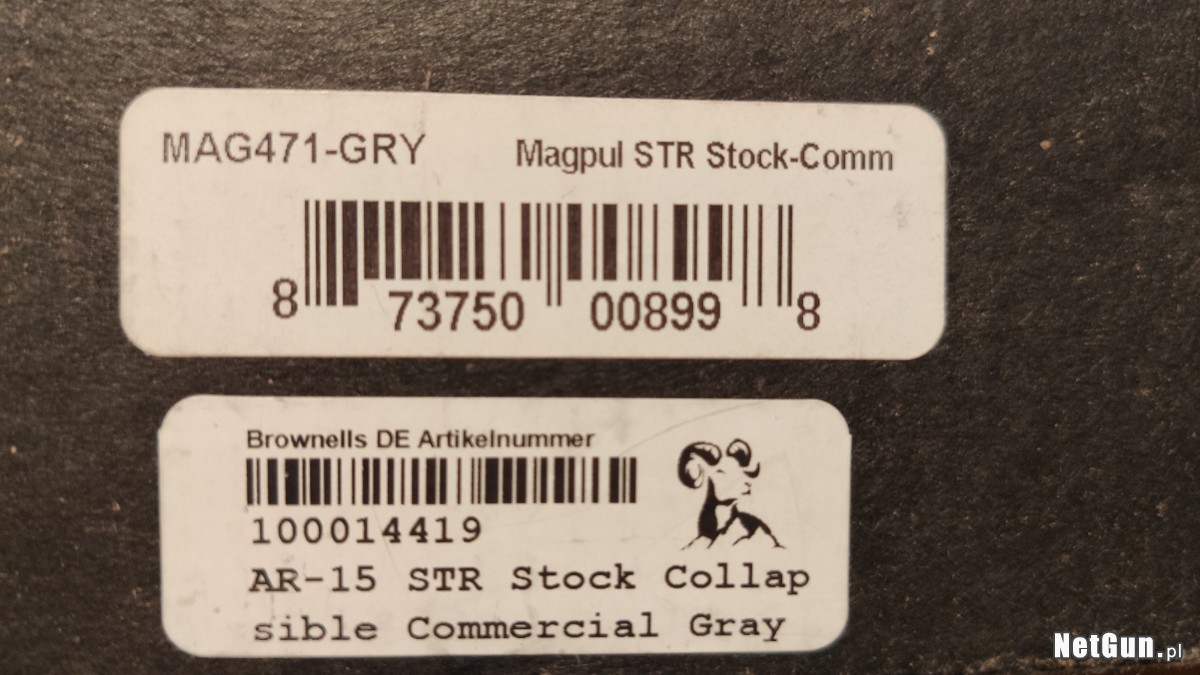 MAG471-GRY Magpul STR Stock-Comm
8 73750 00899 8
Brownells DE Artikelnummer
100014419
AR-15 STR Stock Collap
sible Commercial Gray
NetGun.pl